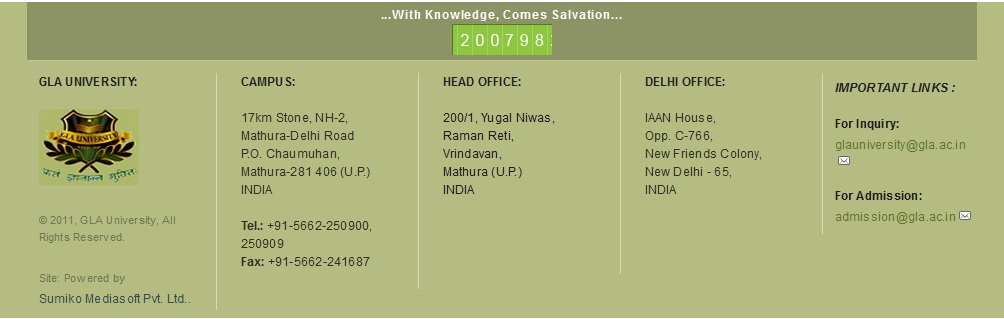 ...With Knowledge, Comes Salvation...
200798
GLA UNIVERSITY:
GLA UNIVERSITY
© 2011, GLA University, All
Rights Reserved.
Site: Powered by
Sumiko Mediasoft Pvt. Ltd..
CAMPUS:
17km Stone, NH-2,
Mathura-Delhi Road
P.O. Chaumuhan,
Mathura-281 406 (U.P.)
INDIA
Tel.: +91-5662-250900,
250909
Fax: +91-5662-241687
HEAD OFFICE:
200/1, Yugal Niwas,
Raman Reti,
Vrindavan,
Mathura (U.P.)
INDIA
DELHI OFFICE:
IAAN House,
Opp. C-766,
New Friends Colony,
New Delhi - 65,
INDIA
IMPORTANT LINKS :
For Inquiry:
glauniversity@gla.ac.in
For Admission:
admission@gla.ac.in